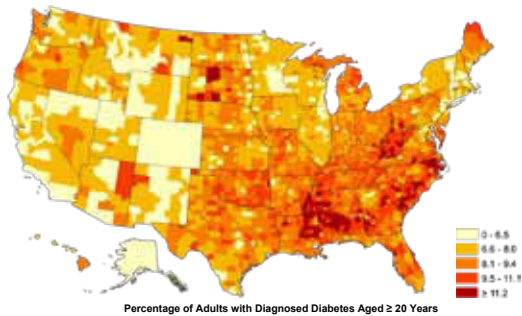 0 - 6.5
6.6 - 8.0
8.1 - 9.4
9.5 - 11.1
≥ 11.2
Percentage of Adults with Diagnosed Diabetes Aged ≥ 20 Years